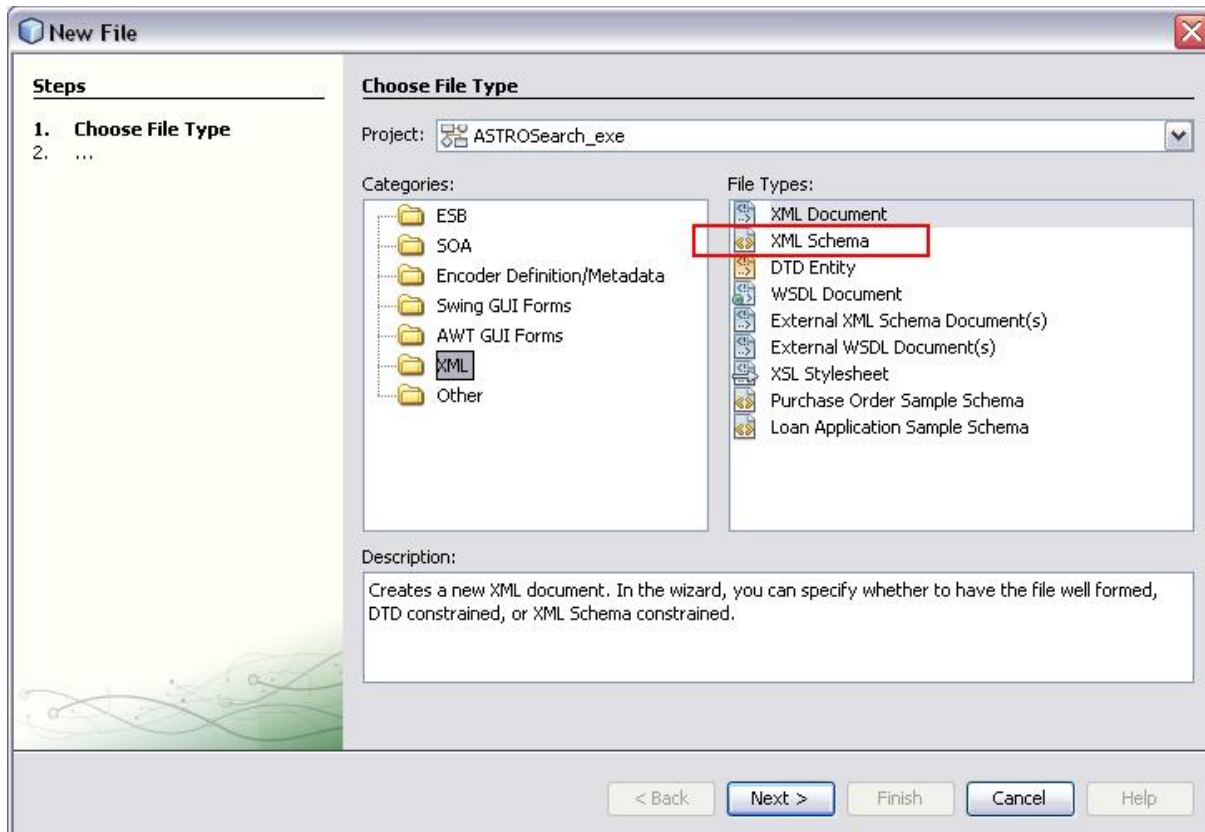 New File
Steps
1. Choose File Type
2. ...
Choose File Type
Project: ASTROSearch_exe
Categories:
ESB
SOA
Encoder Definition/Metadata
Swing GUI Forms
AWT GUI Forms
XML
Other
File Types:
XML Document
XML Schema
DTD Entity
WSDL Document
External XML Schema Document(s)
External WSDL Document(s)
XSL Stylesheet
Purchase Order Sample Schema
Loan Application Sample Schema
Description:
Creates a new XML document. In the wizard, you can specify whether to have the file well formed,
DTD constrained, or XML Schema constrained.
< Back Next > Finish Cancel Help